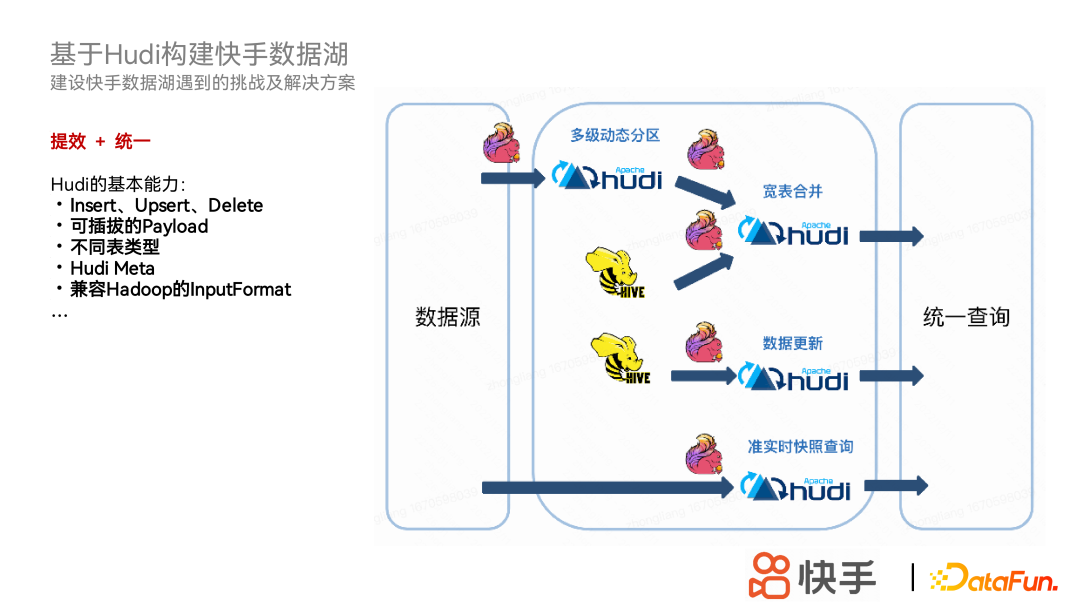 基于Hudi构建快手数据湖
建设快手数据湖遇到的挑战及解决方案
提效 + 统一
Hudi的基本能力：
• Insert、Upsert、Delete
• 可插拔的Payload
• 不同表类型
• Hudi Meta
• 兼容Hadoop的InputFormat
…
数据源
多级动态分区
Apache
hudi
宽表合并
Apache
hudi
HIVE
HIVE
数据更新
Apache
hudi
准实时快照查询
Apache
hudi
统一查询
快手 | DataFun.